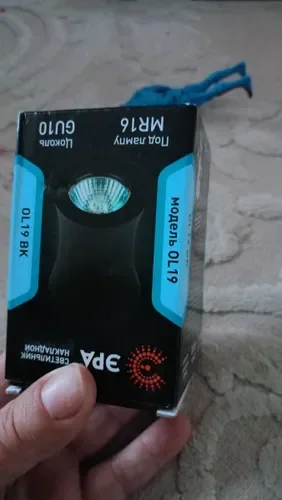 ЭРА
СВЕТИЛЬНИК
НАКЛАДНОЙ
модель OL19
OL19 BK
Под лампу
MR16
Цоколь
GU10